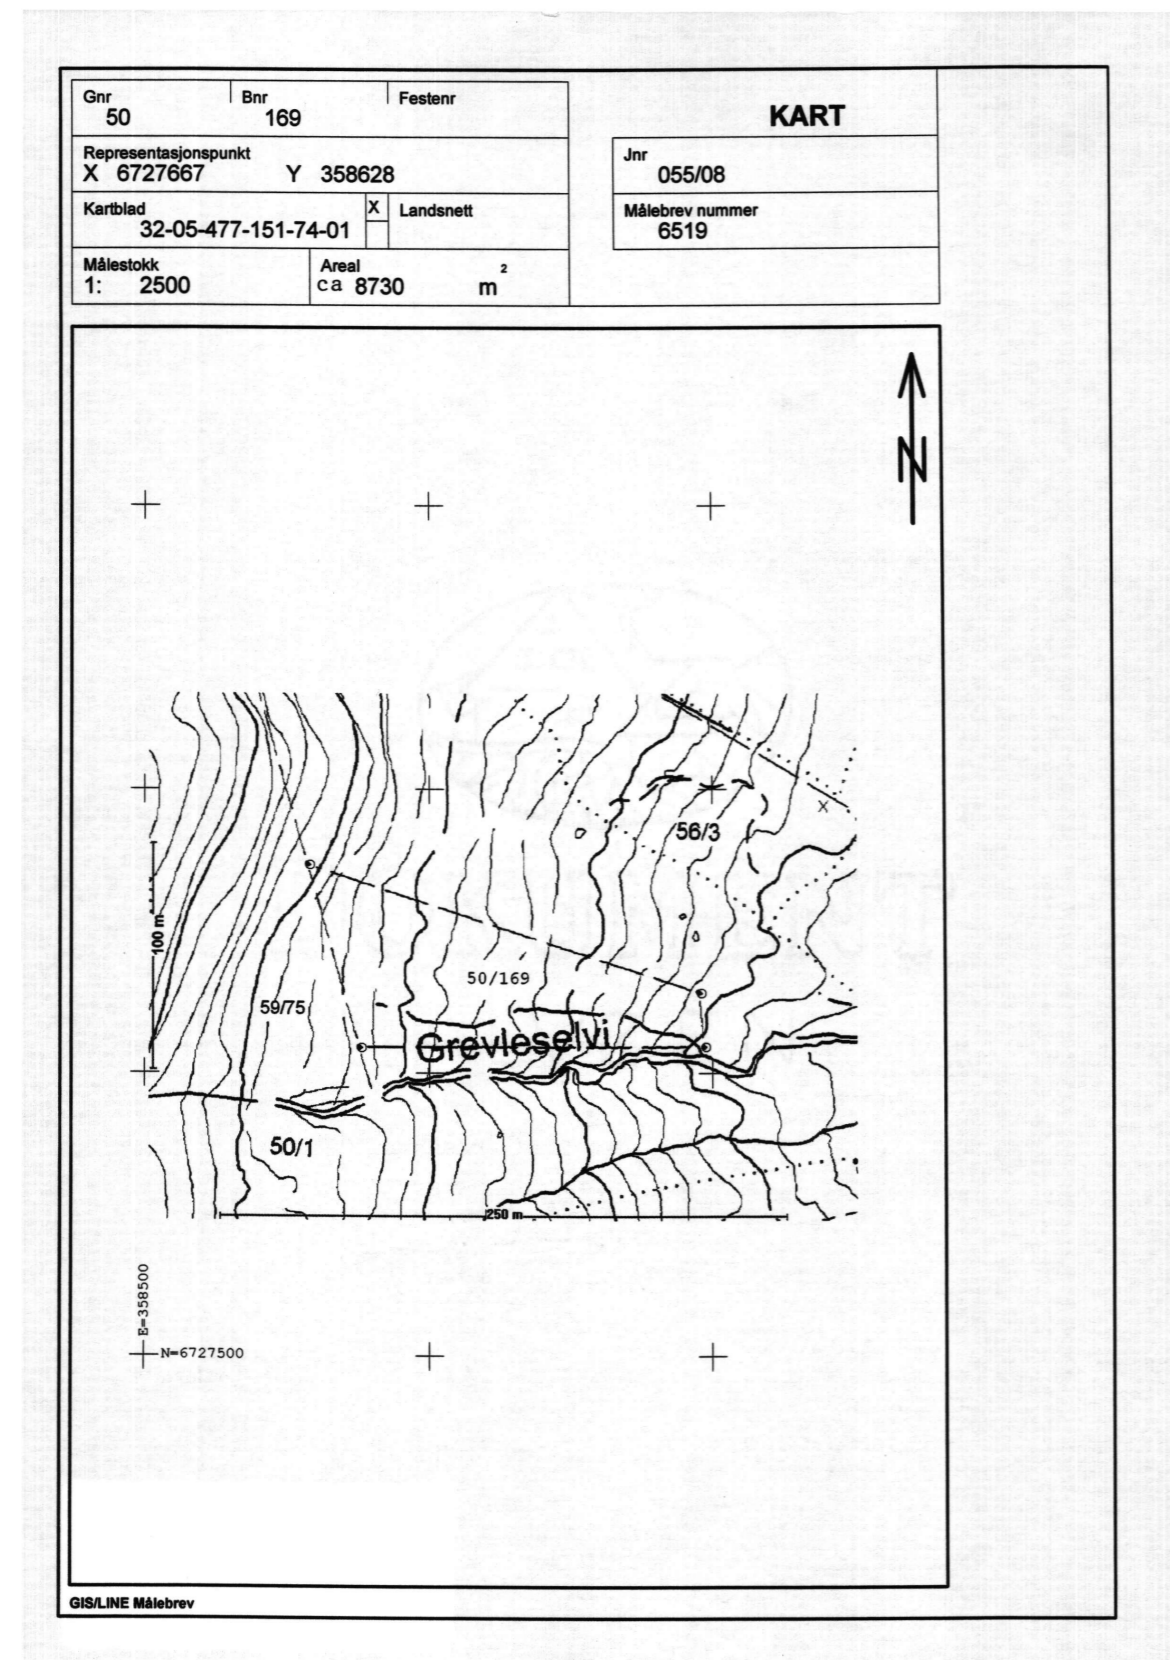 Gnr Bnr Festenr
50 169
KART
Representasjonspunkt
X 6727667 Y 358628
Jnr
055/08
Kartblad X Landsnett
32-05-477-151-74-01
Målebrev nummer
6519
Målestokk Areal
1: 2500 ca 8730 m2
N
X
56/3
100 m
50/169
59/75
Grevleselvi
50/1
250 m
E=358500
N=6727500
GIS/LINE Målebrev